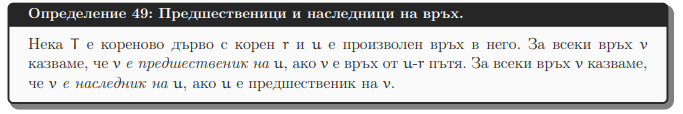 Определение 49: Предшественици и наследници на връх.
Нека T е кореново дърво с корен r и u е произволен връх в него. За всеки връх v
казваме, че v е предшественик на u, ако v е връх от u-r пътя. За всеки връх v казваме,
че v е наследник на u, ако u е предшественик на v.